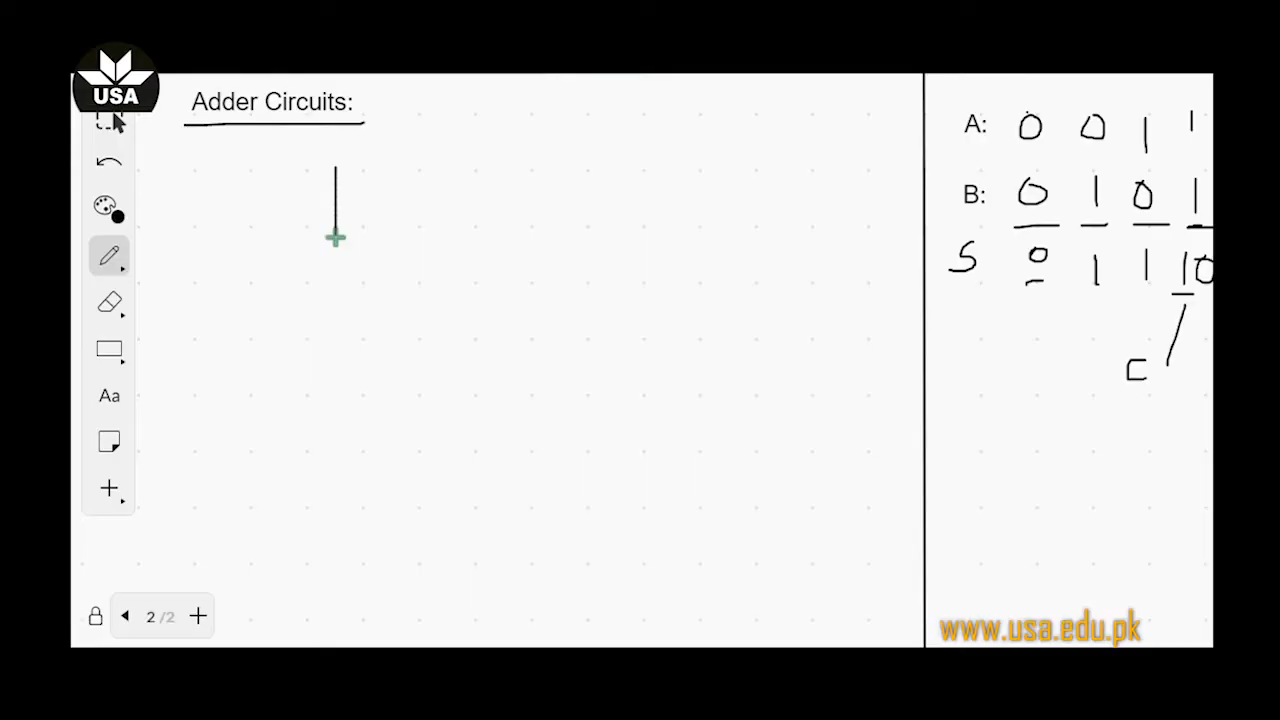 USA
Adder Circuits:
A: 0 0 1 1
B: 0 1 0 1
S 0 1 1 10
C
Aa
2 /2
www.usa.edu.pk